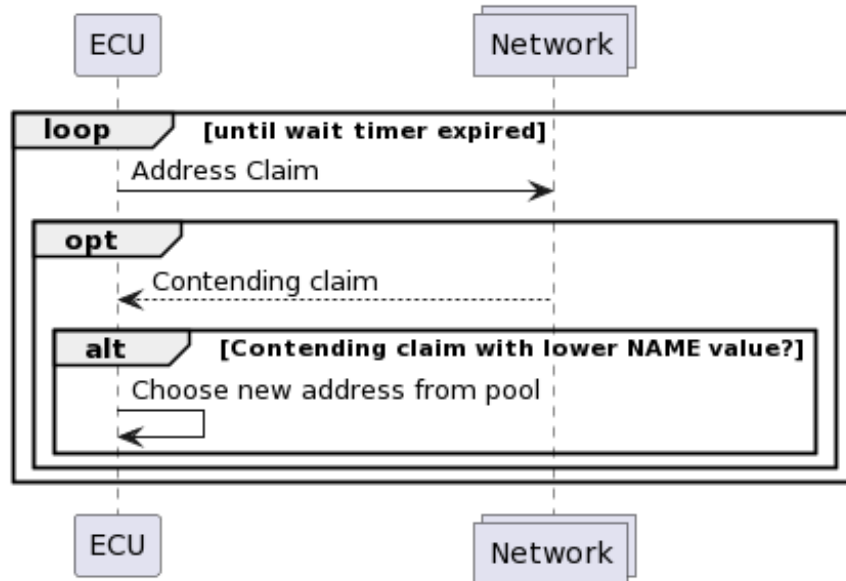 ECU
Network
loop [until wait timer expired]
Address Claim
opt
Contending claim
alt [Contending claim with lower NAME value?]
Choose new address from pool
ECU
Network